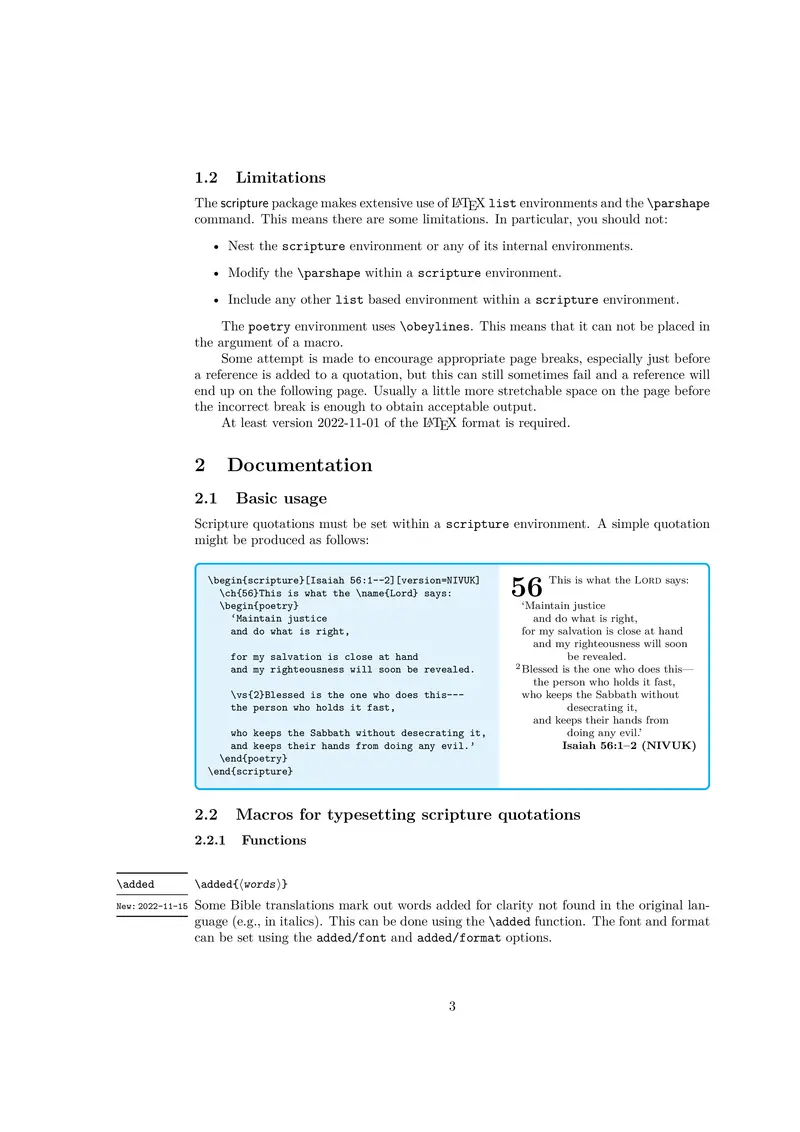 1.2 Limitations
The scripture package makes extensive use of LATEX list environments and the \parshape
command. This means there are some limitations. In particular, you should not:
• Nest the scripture environment or any of its internal environments.
• Modify the \parshape within a scripture environment.
• Include any other list based environment within a scripture environment.
The poetry environment uses \obeylines. This means that it can not be placed in
the argument of a macro.
Some attempt is made to encourage appropriate page breaks, especially just before
a reference is added to a quotation, but this can still sometimes fail and a reference will
end up on the following page. Usually a little more stretchable space on the page before
the incorrect break is enough to obtain acceptable output.
At least version 2022-11-01 of the LATEX format is required.
2 Documentation
2.1 Basic usage
Scripture quotations must be set within a scripture environment. A simple quotation
might be produced as follows:
\begin{scripture}[Isaiah 56:1--2][version=NIVUK]
\ch{56}This is what the \name{Lord} says:
\begin{poetry}
‘Maintain justice
and do what is right,
for my salvation is close at hand
and my righteousness will soon be revealed.
\vs{2}Blessed is the one who does this---
the person who holds it fast,
who keeps the Sabbath without desecrating it,
and keeps their hands from doing any evil.’
\end{poetry}
\end{scripture}
56 This is what the LORD says:
‘Maintain justice
and do what is right,
for my salvation is close at hand
and my righteousness will soon
be revealed.
2Blessed is the one who does this—
the person who holds it fast,
who keeps the Sabbath without
desecrating it,
and keeps their hands from
doing any evil.’
Isaiah 56:1–2 (NIVUK)
2.2 Macros for typesetting scripture quotations
2.2.1 Functions
\added \added{⟨words⟩}
New: 2022-11-15 Some Bible translations mark out words added for clarity not found in the original lan-
guage (e.g., in italics). This can be done using the \added function. The font and format
can be set using the added/font and added/format options.
3